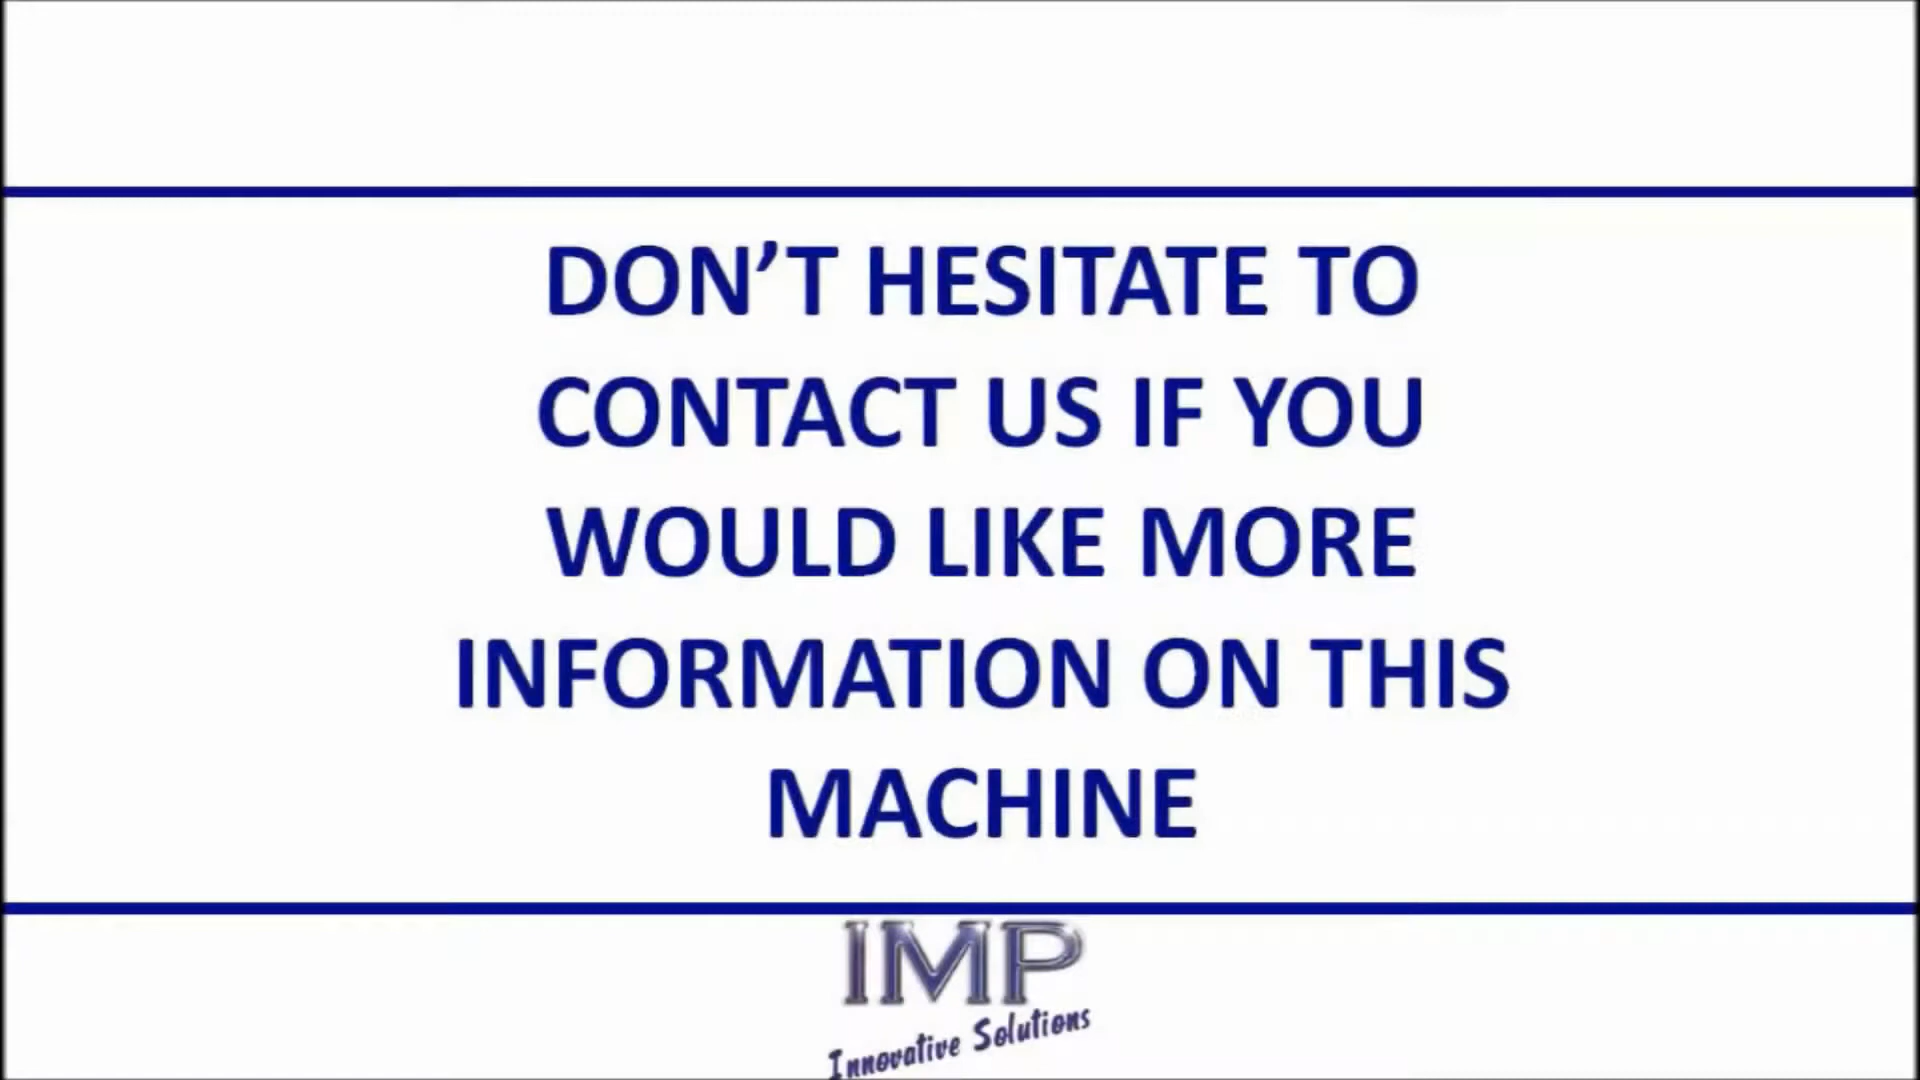 DON’T HESITATE TO
CONTACT US IF YOU
WOULD LIKE MORE
INFORMATION ON THIS
MACHINE
IMP
Innovative Solutions